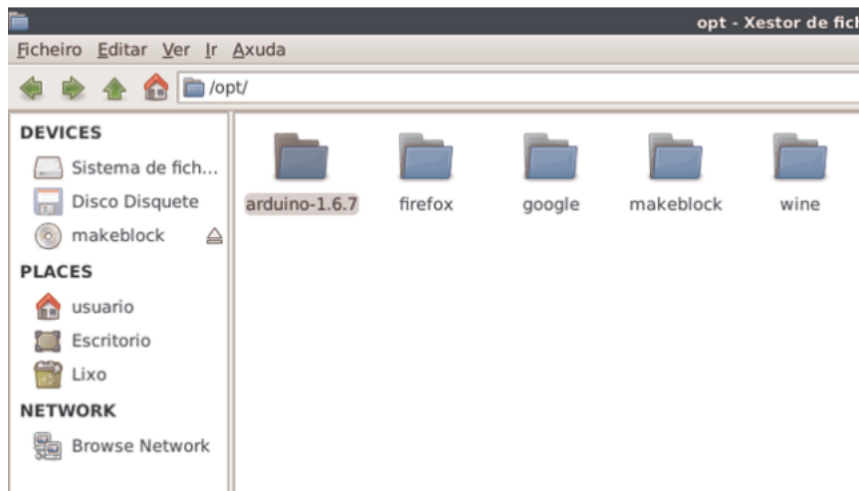 opt - Xestor de fich
Ficheiro Editar Ver Ir Axuda
/opt/
DEVICES
Sistema de fich...
Disco Disquete
makeblock
PLACES
usuario
Escritorio
Lixo
NETWORK
Browse Network
arduino-1.6.7 firefox google makeblock wine